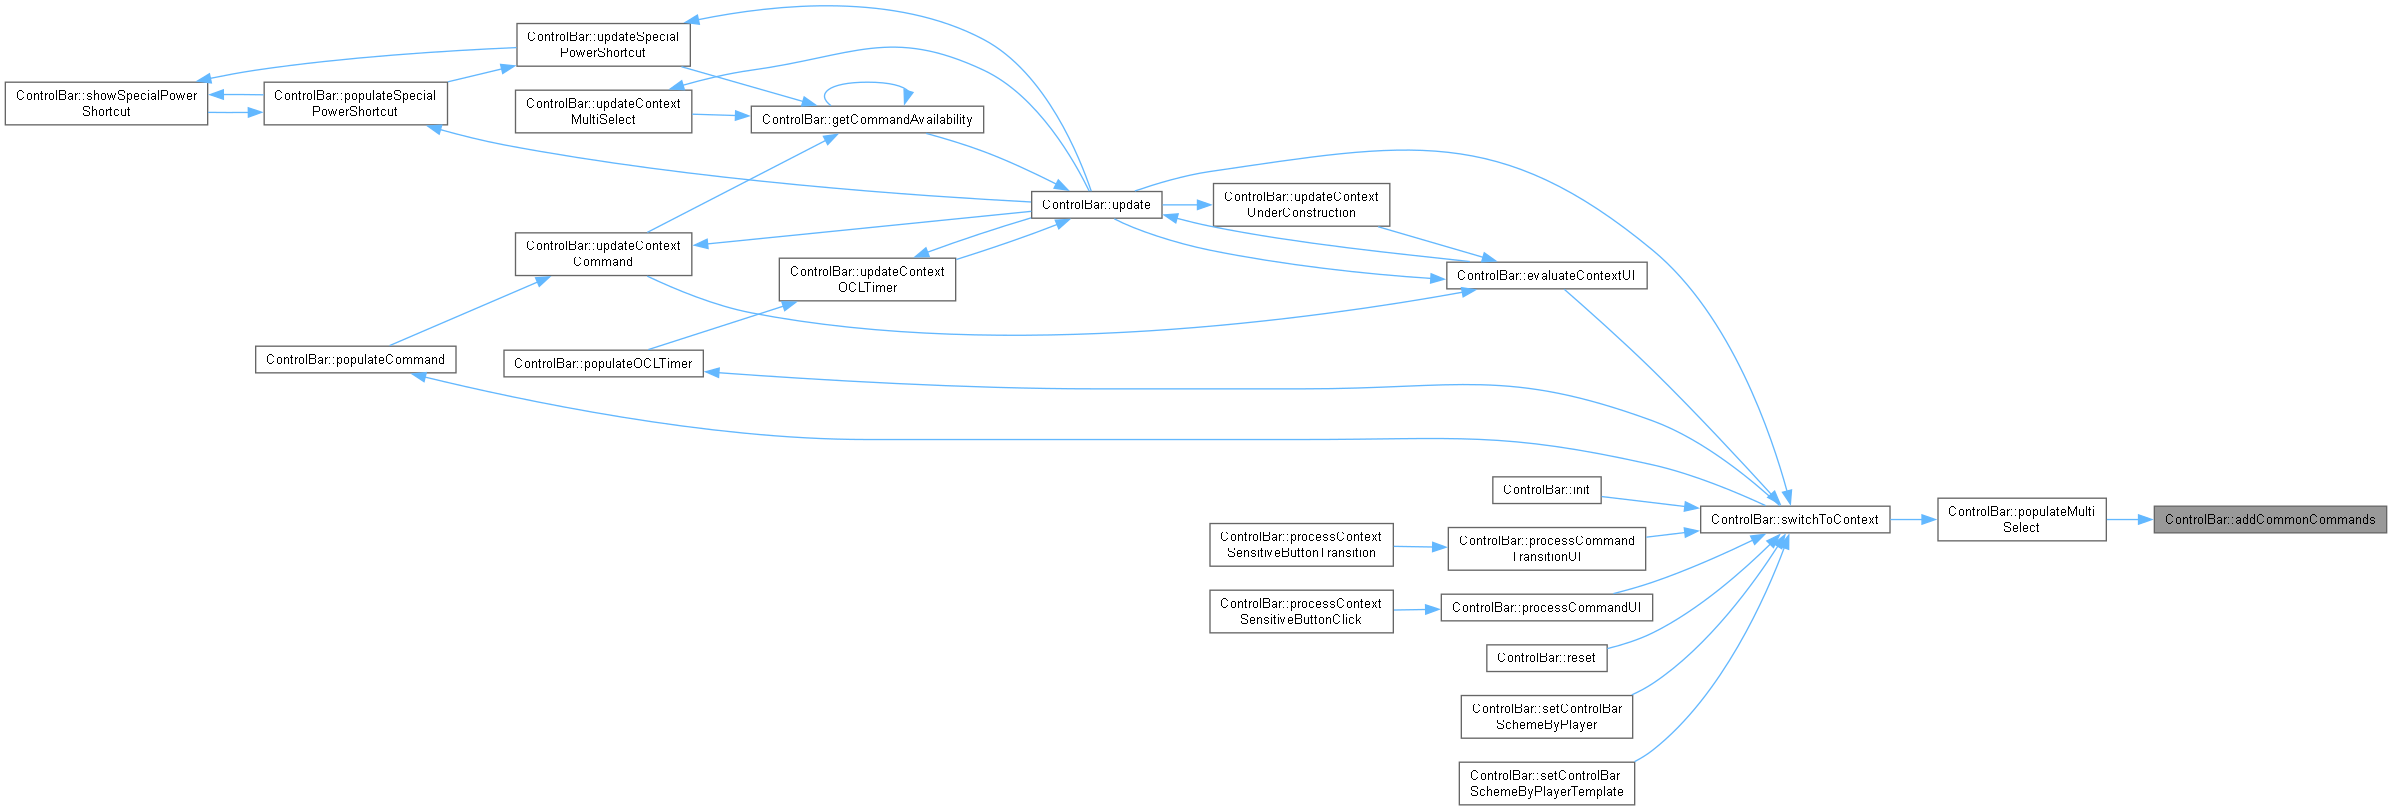 ControlBar::updateSpecial
PowerShortcut
ControlBar::showSpecialPower
Shortcut
ControlBar::populateSpecial
PowerShortcut
ControlBar::updateContext
MultiSelect
ControlBar::getCommandAvailability
ControlBar::update
ControlBar::updateContext
UnderConstruction
ControlBar::updateContext
Command
ControlBar::updateContext
OCLTimer
ControlBar::evaluateContextUI
ControlBar::populateCommand
ControlBar::populateOCLTimer
ControlBar::init
ControlBar::switchToContext
ControlBar::populateMulti
Select
ControlBar::addCommonCommands
ControlBar::processContext
SensitiveButtonTransition
ControlBar::processCommand
TransitionUI
ControlBar::processContext
SensitiveButtonClick
ControlBar::processCommandUI
ControlBar::reset
ControlBar::setControlBar
SchemeByPlayer
ControlBar::setControlBar
SchemeByPlayerTemplate